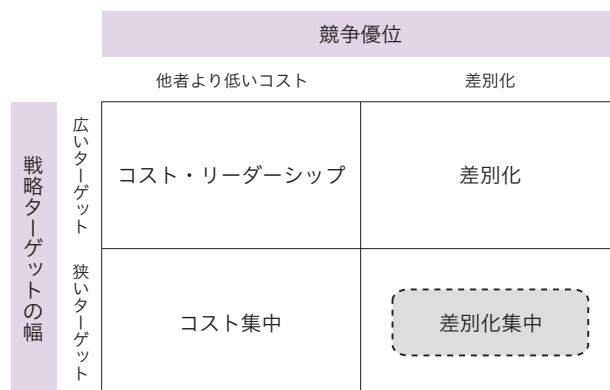 競争優位
他者より低いコスト
差別化
戦略ターゲットの幅
広いターゲット
コスト・リーダーシップ
差別化
狭いターゲット
コスト集中
差別化集中